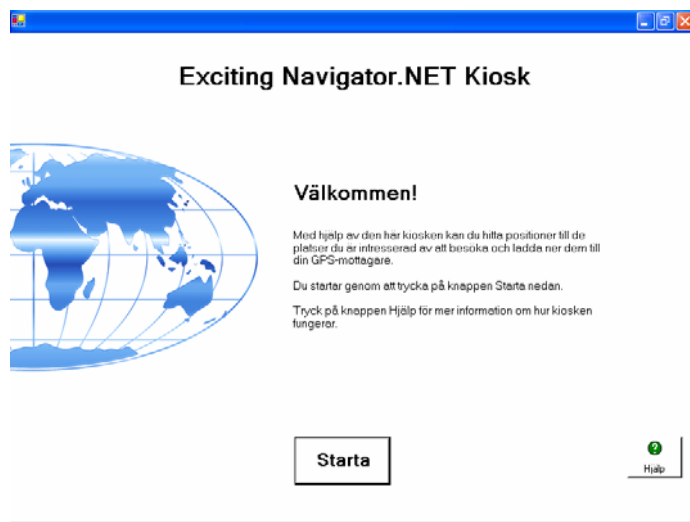 Exciting Navigator.NET Kiosk
Välkommen!
Med hjälp av den här kiosken kan du hitta positioner till de
platser du är intresserad av att besöka och ladda ner dem till
din GPS-mottagare.
Du startar genom att trycka på knappen Starta nedan.
Tryck på knappen Hjälp för mer information om hur kiosken
fungerar.
Starta
Hjälp